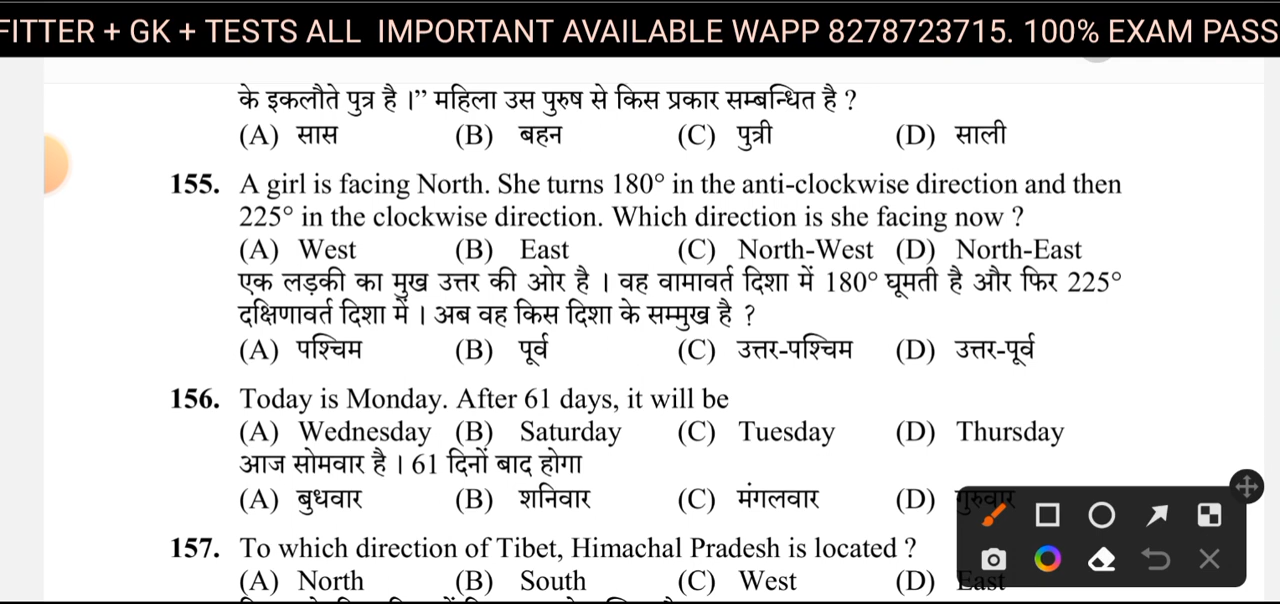 FITTER + GK + TESTS ALL IMPORTANT AVAILABLE WAPP 8278723715. 100% EXAM PASS
के इकलौते पुत्र है ।” महिला उस पुरुष से किस प्रकार सम्बन्धित है ?
(A) सास (B) बहन (C) पुत्री (D) साली
155. A girl is facing North. She turns 180° in the anti-clockwise direction and then
225° in the clockwise direction. Which direction is she facing now ?
(A) West (B) East (C) North-West (D) North-East
एक लड़की का मुख उत्तर की ओर है । वह वामावर्त दिशा में 180° घूमती है और फिर 225°
दक्षिणावर्त दिशा में । अब वह किस दिशा के सम्मुख है ?
(A) पश्चिम (B) पूर्व (C) उत्तर-पश्चिम (D) उत्तर-पूर्व
156. Today is Monday. After 61 days, it will be
(A) Wednesday (B) Saturday (C) Tuesday (D) Thursday
आज सोमवार है । 61 दिनों बाद होगा
(A) बुधवार (B) शनिवार (C) मंगलवार (D) गुरुवार
157. To which direction of Tibet, Himachal Pradesh is located ?
(A) North (B) South (C) West (D) East